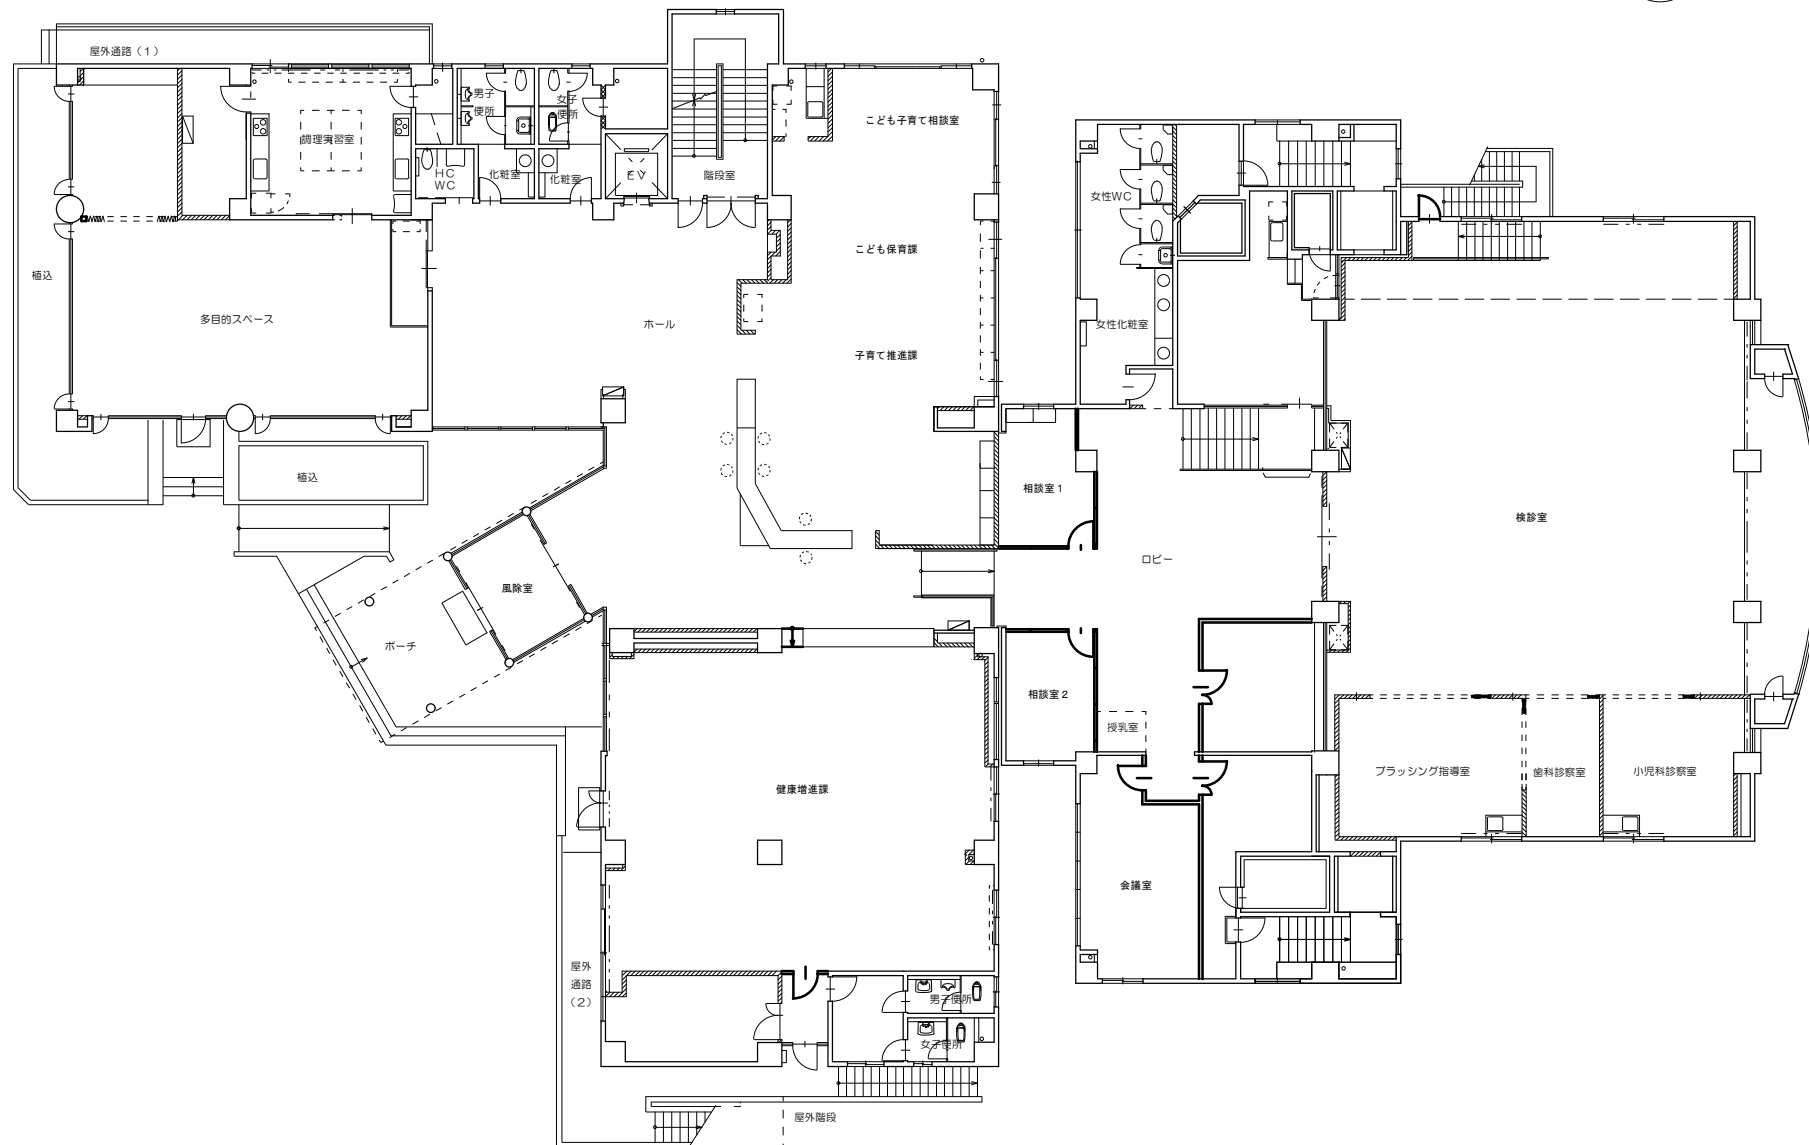 屋外通路（１）
男子
便所
女子
便所
こども子育て相談室
調理実習室
ＨＣ
ＷＣ
化粧室
化粧室
ＥＶ
階段室
女性WC
植込
こども保育課
多目的スペース
ホール
女性化粧室
子育て推進課
植込
相談室１
検診室
ロビー
風除室
ポーチ
相談室２
授乳室
ブラッシング指導室
歯科診察室
小児科診察室
健康増進課
会議室
屋外
通路
（２）
男子便所
女子便所
屋外階段